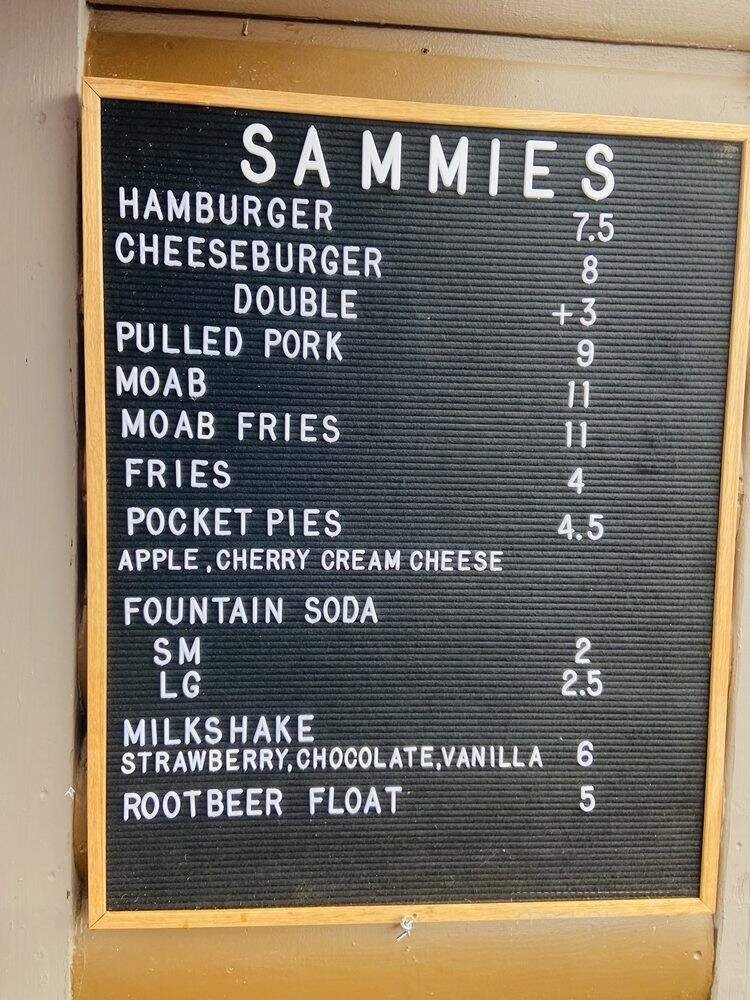 SAMMIES
HAMBURGER 7.5
CHEESEBURGER 8
DOUBLE +3
PULLED PORK 9
MOAB 11
MOAB FRIES 11
FRIES 4
POCKET PIES 4.5
APPLE,CHERRY CREAM CHEESE
FOUNTAIN SODA
SM 2
LG 2.5
MILKSHAKE
STRAWBERRY,CHOCOLATE,VANILLA 6
ROOTBEER FLOAT 5